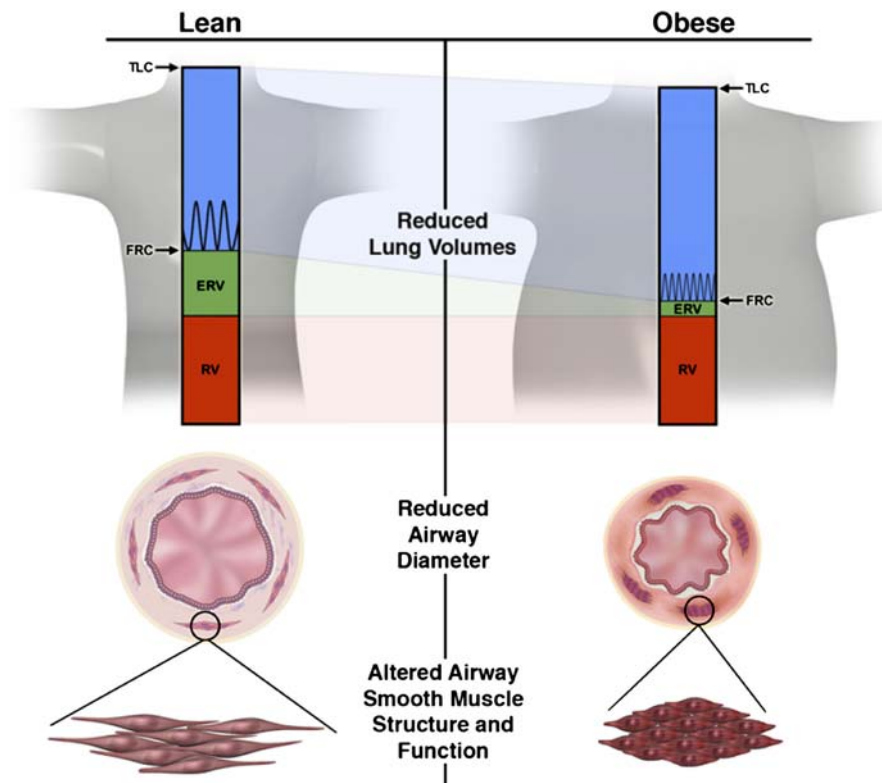 Lean
Obese
TLC
TLC
Reduced
Lung Volumes
FRC
ERV
FRC
ERV
RV
RV
Reduced
Airway
Diameter
Altered Airway
Smooth Muscle
Structure and
Function